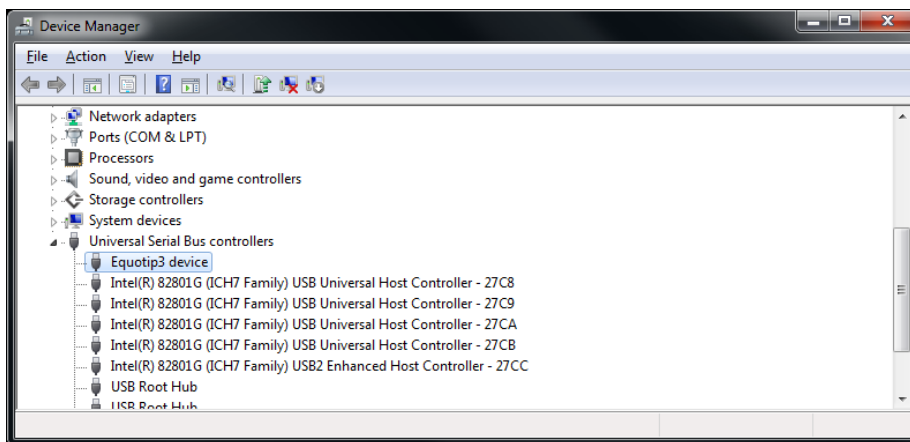 Device Manager
File Action View Help
Network adapters
Ports (COM & LPT)
Processors
Sound, video and game controllers
Storage controllers
System devices
Universal Serial Bus controllers
Equotip3 device
Intel(R) 82801G (ICH7 Family) USB Universal Host Controller - 27C8
Intel(R) 82801G (ICH7 Family) USB Universal Host Controller - 27C9
Intel(R) 82801G (ICH7 Family) USB Universal Host Controller - 27CA
Intel(R) 82801G (ICH7 Family) USB Universal Host Controller - 27CB
Intel(R) 82801G (ICH7 Family) USB2 Enhanced Host Controller - 27CC
USB Root Hub
USB Root Hub